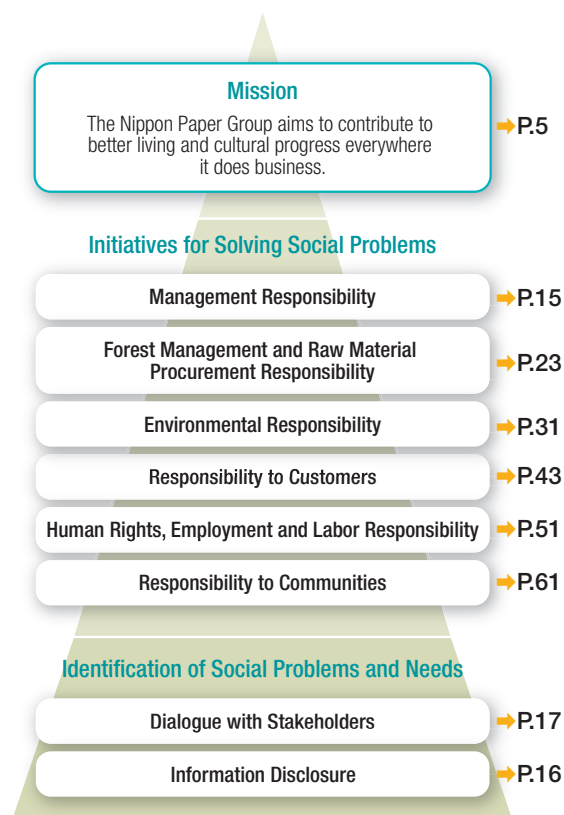 Mission
The Nippon Paper Group aims to contribute to
better living and cultural progress everywhere
it does business.
P.5
Initiatives for Solving Social Problems
Management Responsibility
P.15
Forest Management and Raw Material
Procurement Responsibility
P.23
Environmental Responsibility
P.31
Responsibility to Customers
P.43
Human Rights, Employment and Labor Responsibility
P.51
Responsibility to Communities
P.61
Identification of Social Problems and Needs
Dialogue with Stakeholders
P.17
Information Disclosure
P.16